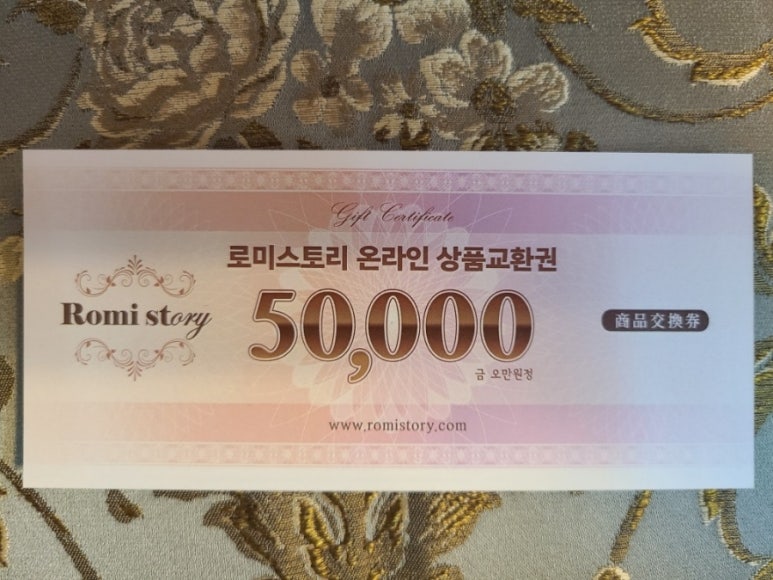 Gift Certificate
로미스토리 온라인 상품교환권
Romi story
50,000
商品交換券
금 오만원정
www.romistory.com